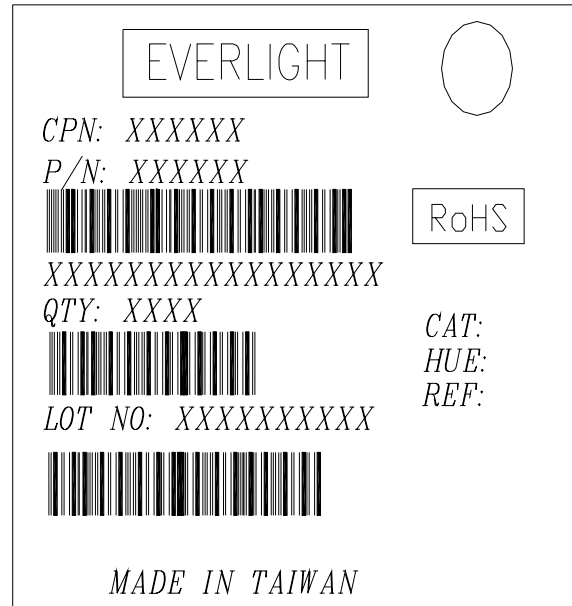 EVERLIGHT
CPN: XXXXXX
P/N: XXXXXX
RoHS
XXXXXXXXXXXXXXXXX
QTY: XXXX
CAT:
HUE:
REF:
LOT NO: XXXXXXXXXX
MADE IN TAIWAN